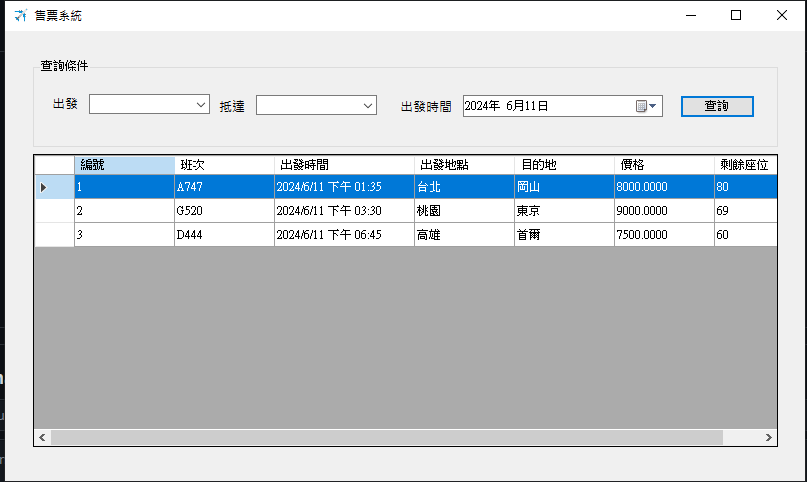 售票系統
查詢條件
出發 抵達 出發時間 2024年 6月11日 查詢
編號 班次 出發時間 出發地點 目的地 價格 剩餘座位
1 A747 2024/6/11 下午 01:35 台北 岡山 8000.0000 80
2 G520 2024/6/11 下午 03:30 桃園 東京 9000.0000 69
3 D444 2024/6/11 下午 06:45 高雄 首爾 7500.0000 60